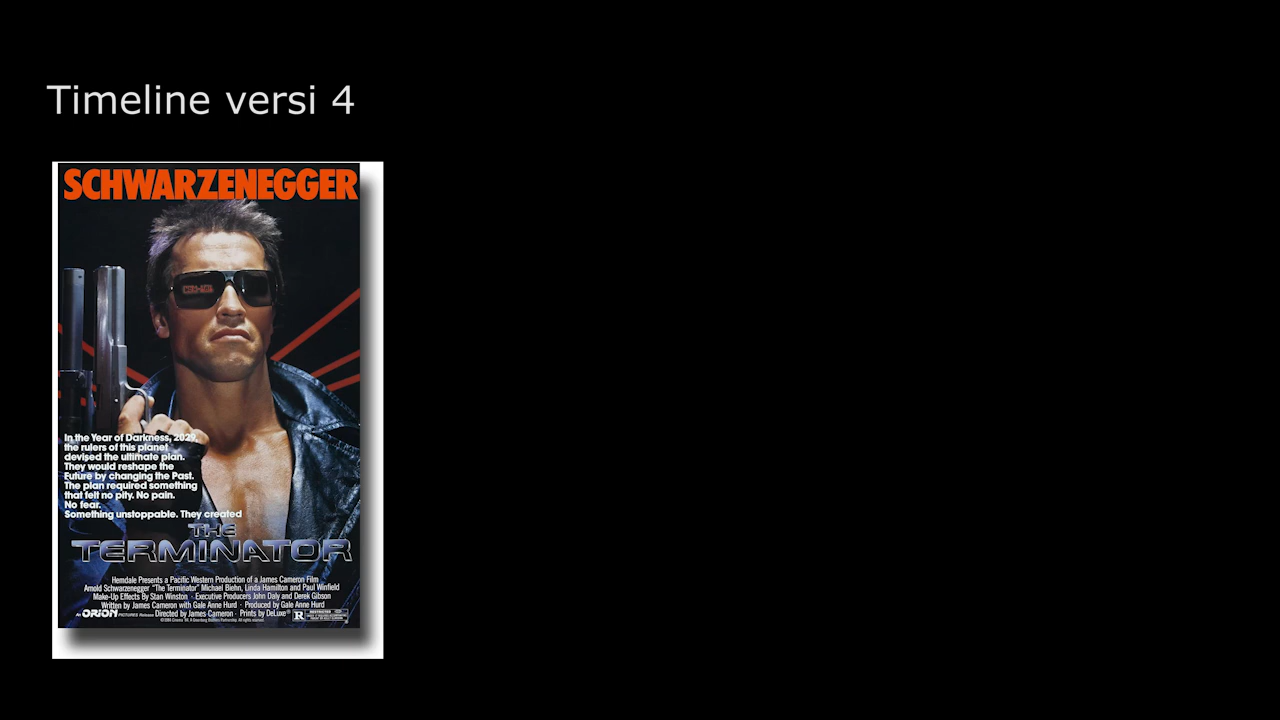 Timeline versi 4
SCHWARZENEGGER
In the Year of Darkness, 2029,
the rulers of this planet
devised the ultimate plan.
They would reshape the
Future by changing the Past.
The plan required something
that felt no pity. No pain.
No fear.
Something unstoppable. They created
THE
TERMINATOR
Hemdale Presents a Pacific Western Production of a James Cameron Film
Arnold Schwarzenegger "The Terminator" Michael Biehn, Linda Hamilton and Paul Winfield
Make-Up Effects By Stan Winston · Executive Producers John Daly and Derek Gibson
Written by James Cameron with Gale Anne Hurd · Produced by Gale Anne Hurd
An ORION PICTURES Release Directed by James Cameron · Prints by DeLuxe® R RESTRICTED